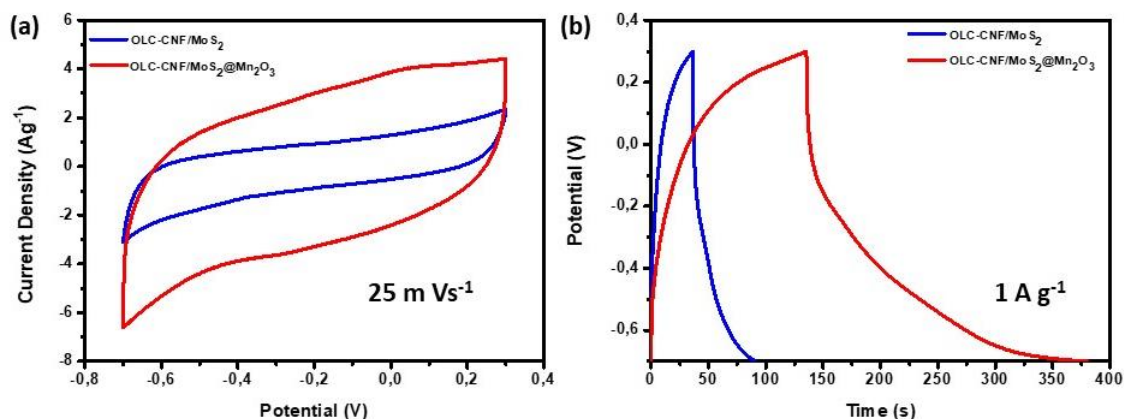 (a)
OLC-CNF/MoS2
OLC-CNF/MoS2@Mn2O3
6
4
2
0
-2
-4
-6
-8
Current Density (Ag-1)
25 m Vs-1
-0,8 -0,6 -0,4 -0,2 0,0 0,2 0,4
Potential (V)
(b)
OLC-CNF/MoS2
OLC-CNF/MoS2@Mn2O3
0,4
0,2
0,0
-0,2
-0,4
-0,6
Potential (V)
1 A g-1
0 50 100 150 200 250 300 350 400
Time (s)